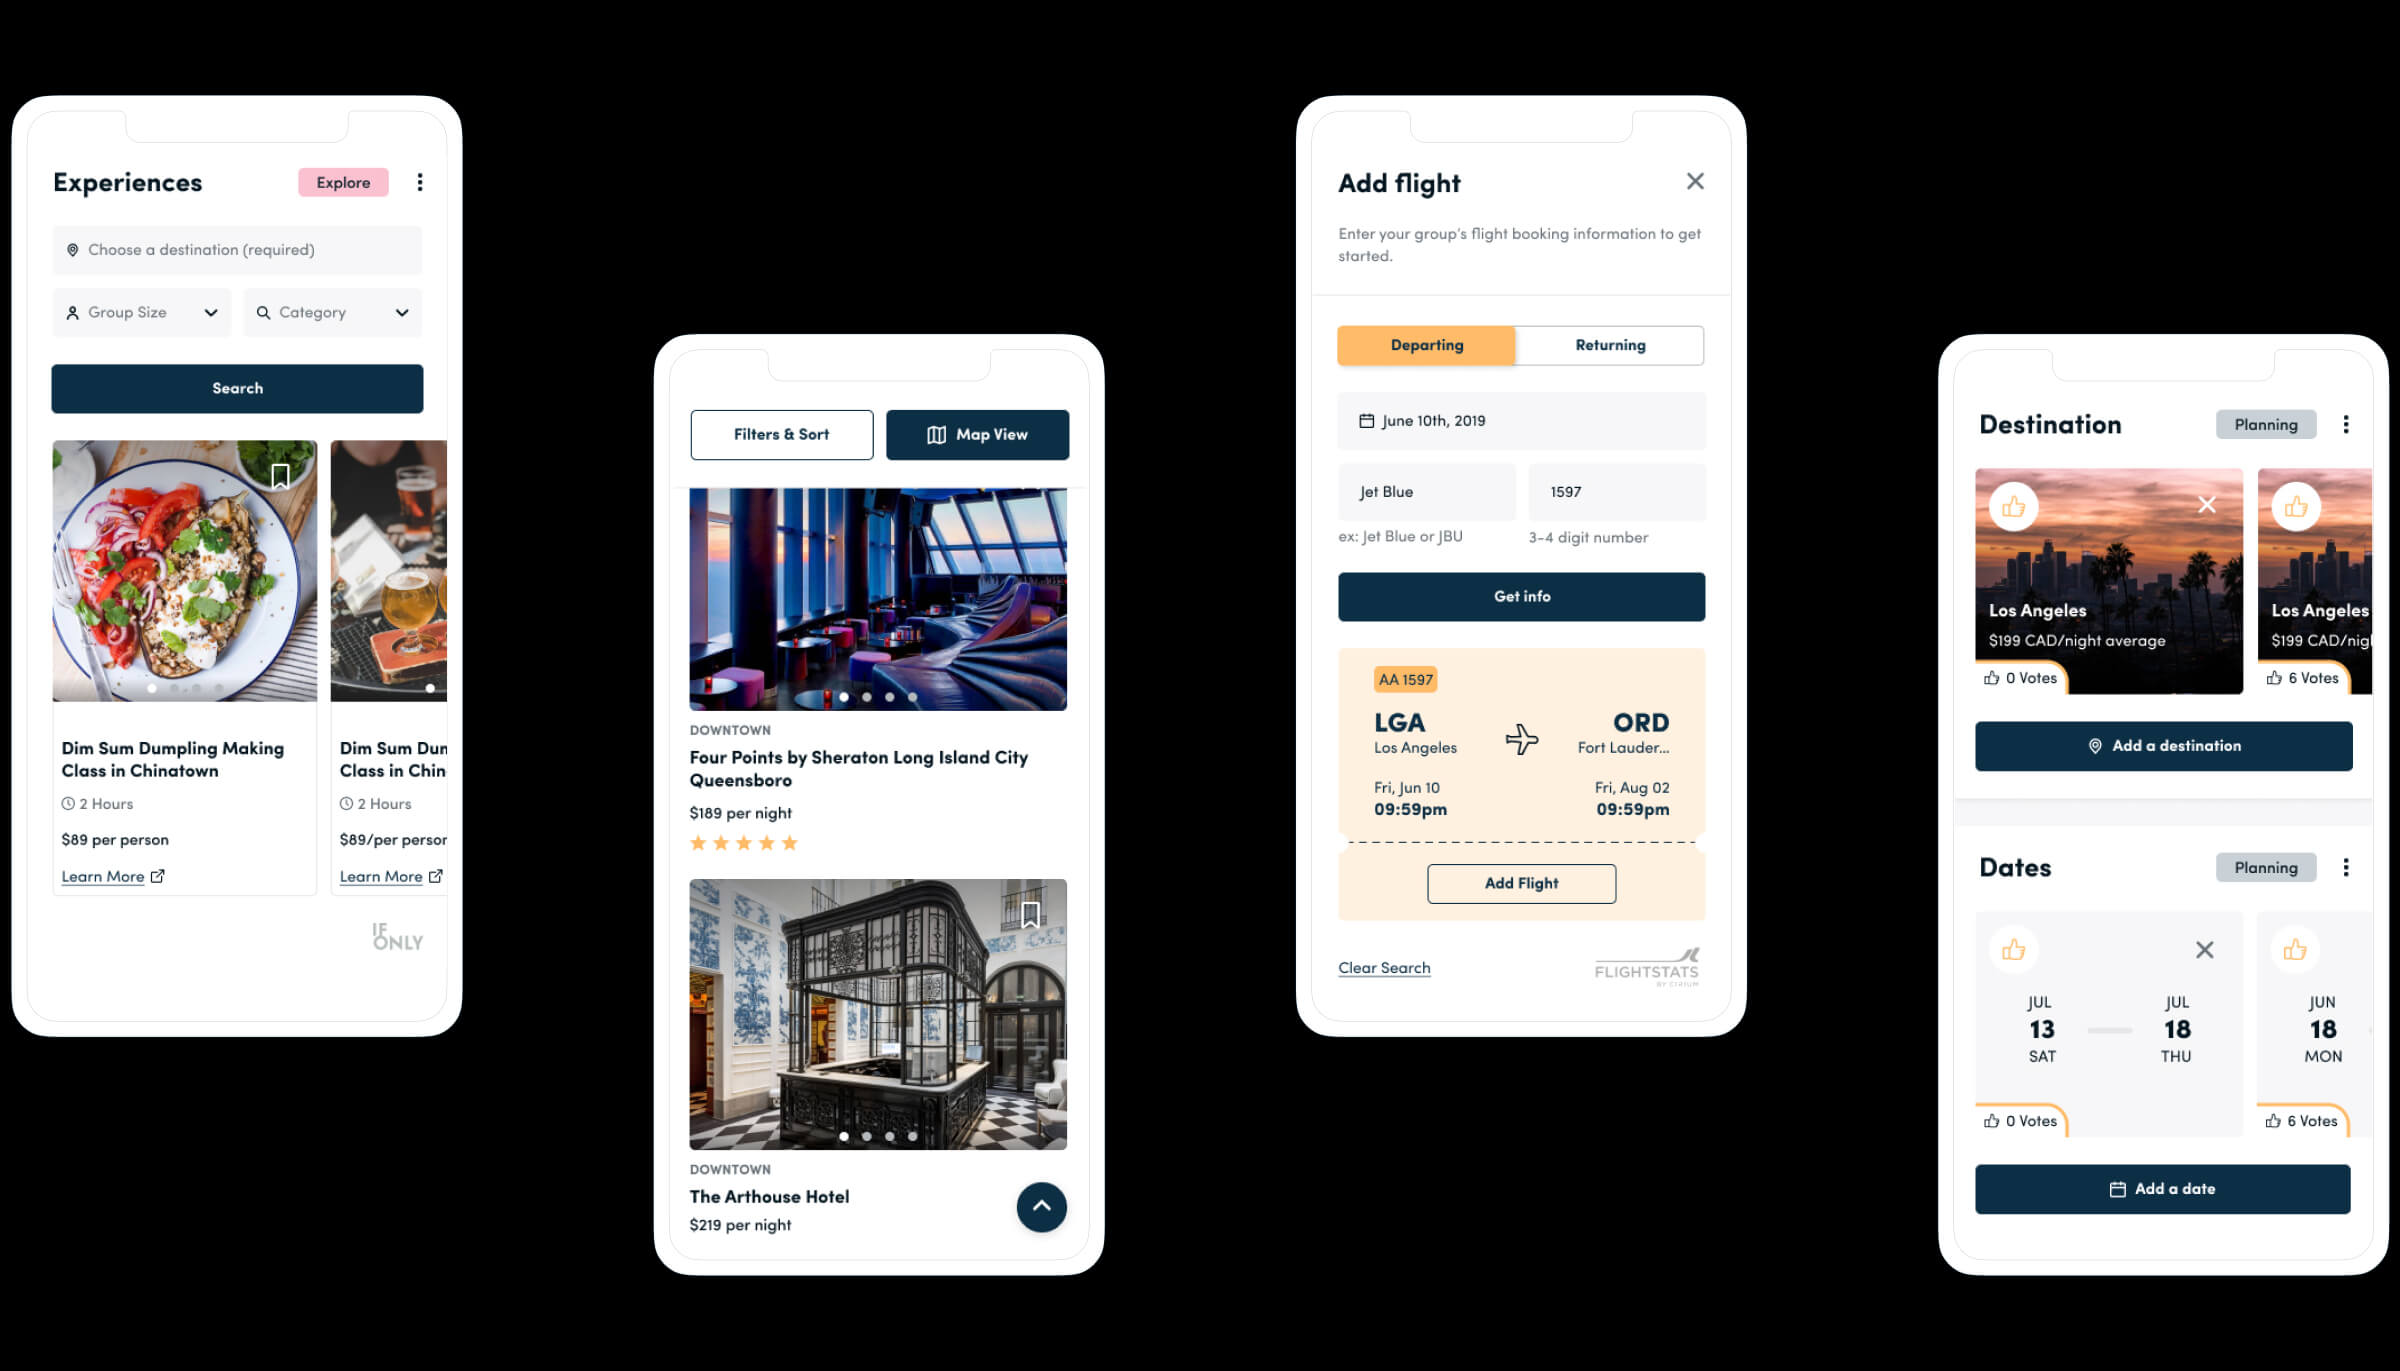 Experiences
Explore
Choose a destination (required)
Group Size
Category
Search
Dim Sum Dumpling Making
Class in Chinatown
2 Hours
$89 per person
Learn More
Dim Sum Dum
Class in Chin
2 Hours
$89/per person
Learn More
IF
ONLY
Filters & Sort
Map View
DOWNTOWN
Four Points by Sheraton Long Island City
Queensboro
$189 per night
DOWNTOWN
The Arthouse Hotel
$219 per night
Add flight
Enter your group's flight booking information to get
started.
Departing
Returning
June 10th, 2019
Jet Blue
1597
ex: Jet Blue or JBU
3-4 digit number
Get info
AA 1597
LGA
ORD
Los Angeles
Fort Lauder...
Fri, Jun 10
Fri, Aug 02
09:59pm
09:59pm
Add Flight
Clear Search
FLIGHTSTATS
BY CIRIUM
Destination
Planning
Los Angeles
$199 CAD/night average
0 Votes
Los Angeles
$199 CAD/nigh
6 Votes
Add a destination
Dates
Planning
JUL
JUL
13
18
SAT
THU
0 Votes
JUN
18
MON
6 Votes
Add a date